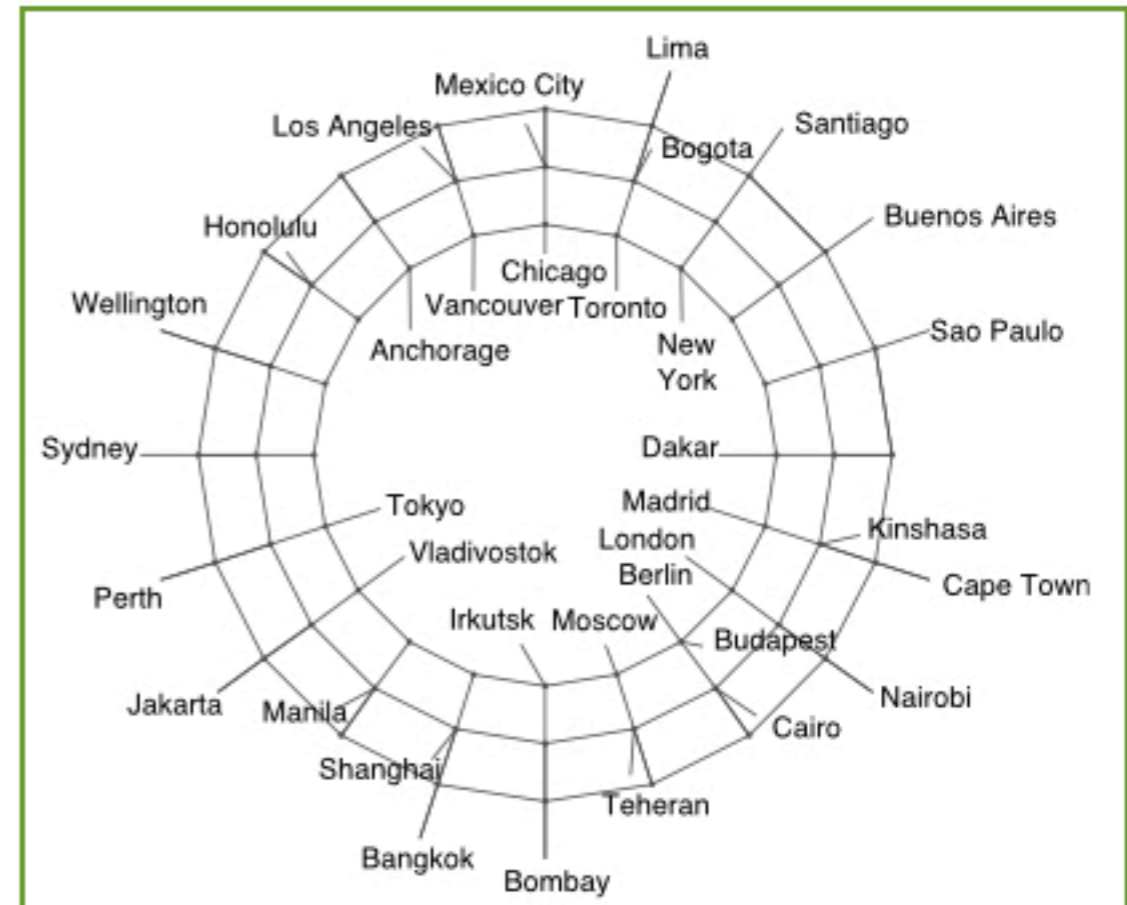 Lima
Mexico City
Los Angeles
Santiago
Bogota
Buenos Aires
Honolulu
Chicago
Wellington
Vancouver
Toronto
Sao Paulo
Anchorage
New
York
Sydney
Dakar
Tokyo
Madrid
Kinshasa
London
Vladivostok
Berlin
Cape Town
Perth
Irkutsk
Moscow
Budapest
Jakarta
Manila
Nairobi
Cairo
Shanghai
Teheran
Bangkok
Bombay